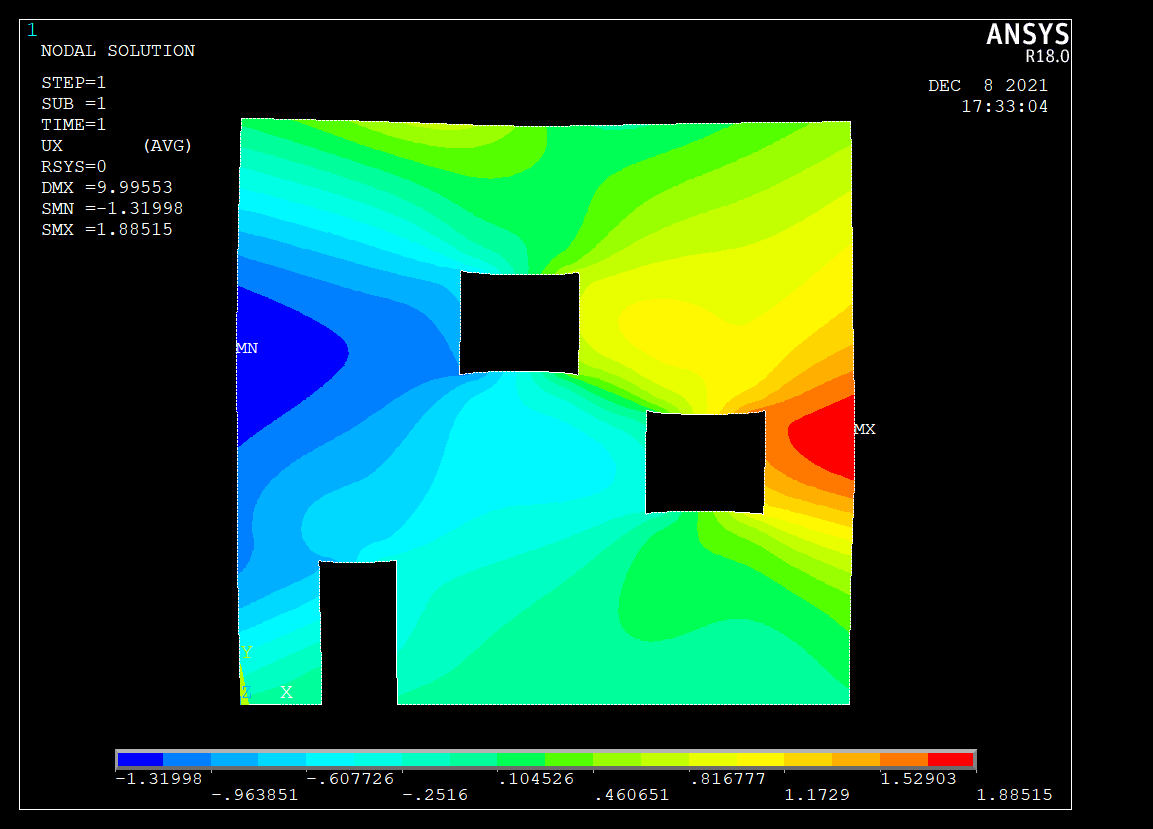 1
ANSYS
R18.0
NODAL SOLUTION
DEC 8 2021
17:33:04
STEP=1
SUB =1
TIME=1
UX (AVG)
RSYS=0
DMX =9.99553
SMN =-1.31998
SMX =1.88515
MN
MX
Y
Z X
-1.31998 -.607726 .104526 .816777 1.52903
-.963851 -.2516 .460651 1.1729 1.88515